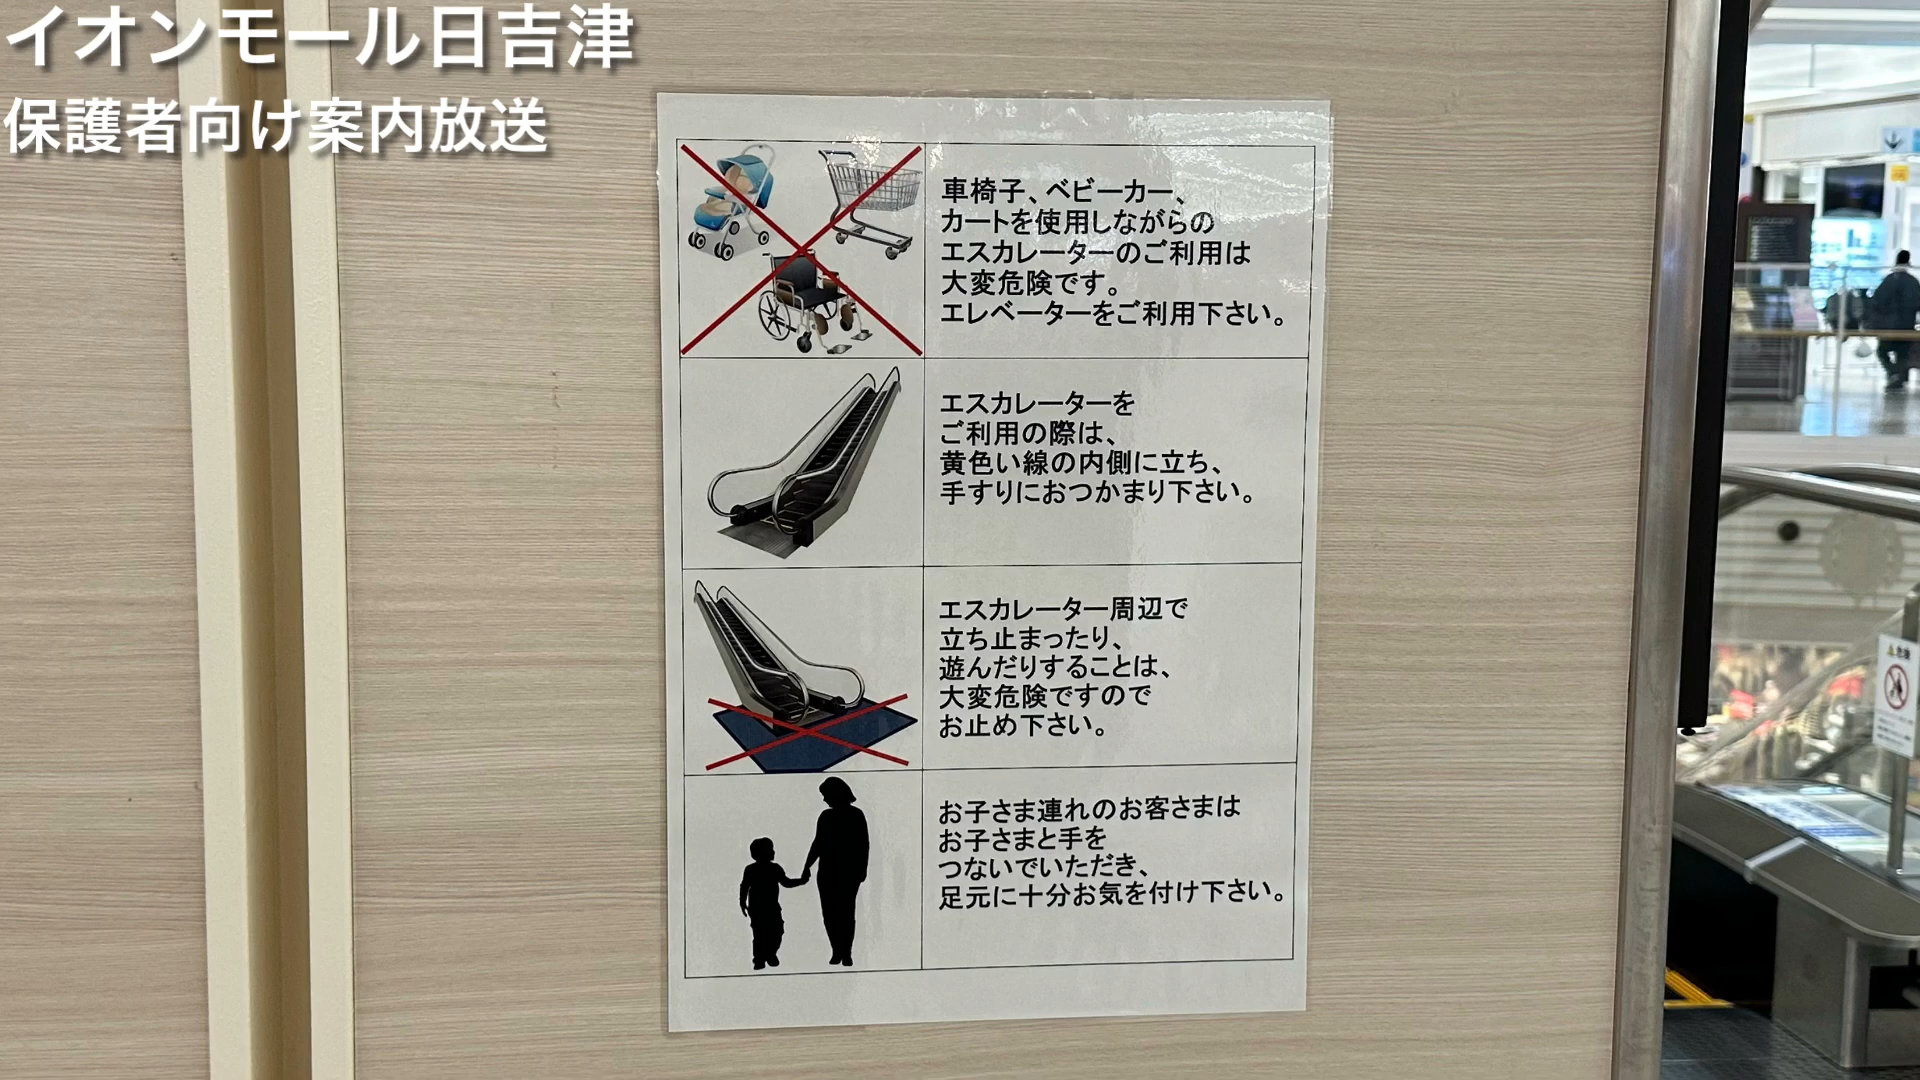 イオンモール日吉津
保護者向け案内放送
車椅子、ベビーカー、
カートを使用しながらの
エスカレーターのご利用は
大変危険です。
エレベーターをご利用下さい。
エスカレーターを
ご利用の際は、
黄色い線の内側に立ち、
手すりにおつかまり下さい。
エスカレーター周辺で
立ち止まったり、
遊んだりすることは、
大変危険ですので
お止め下さい。
お子さま連れのお客さまは
お子さまと手を
つないでいただき、
足元に十分お気を付け下さい。